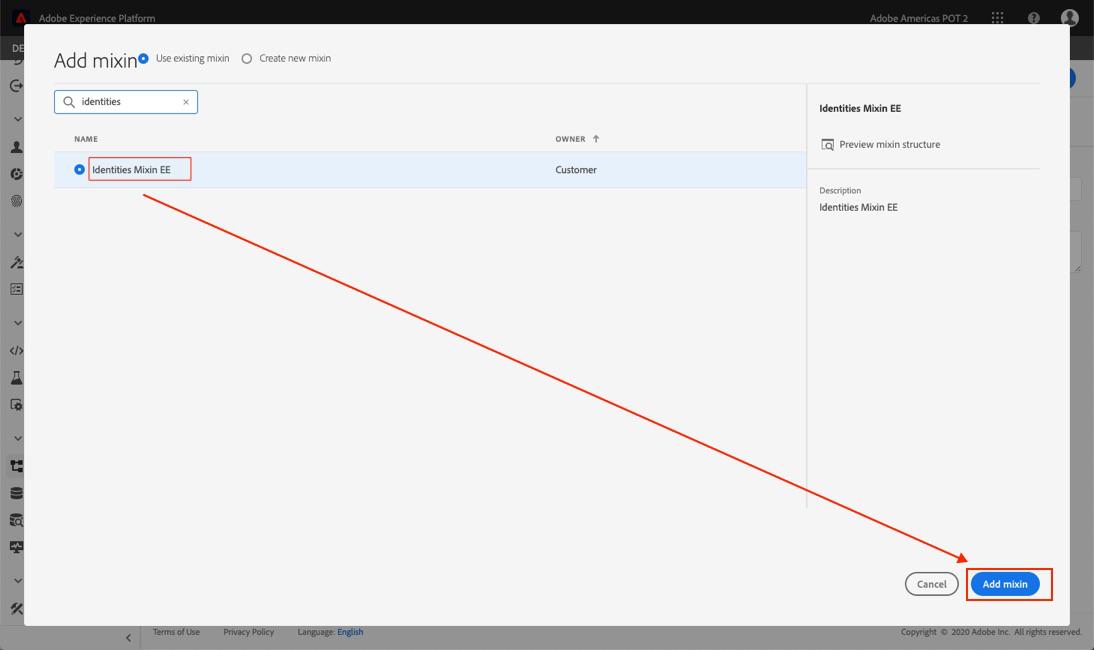 Adobe Experience Platform
Adobe Americas POT 2
DE
Add mixin
Use existing mixin
Create new mixin
identities
NAME
OWNER
Identities Mixin EE
Customer
Identities Mixin EE
Preview mixin structure
Description
Identities Mixin EE
Cancel
Add mixin
Terms of Use
Privacy Policy
Language: English
Copyright © 2020 Adobe Inc. All rights reserved.